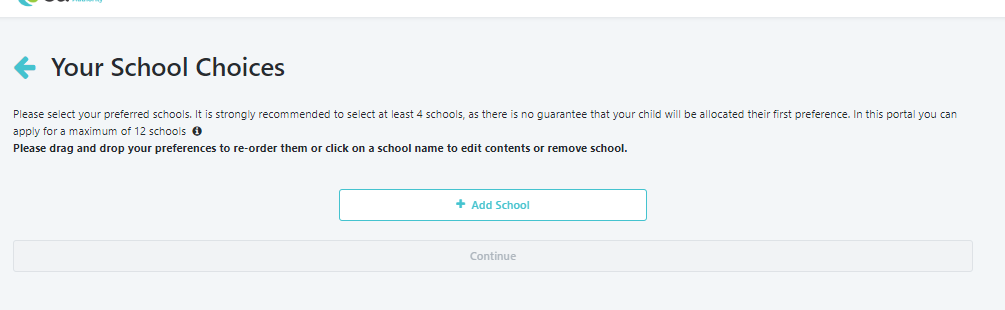 Your School Choices
Please select your preferred schools. It is strongly recommended to select at least 4 schools, as there is no guarantee that your child will be allocated their first preference. In this portal you can
apply for a maximum of 12 schools
Please drag and drop your preferences to re-order them or click on a school name to edit contents or remove school.
+ Add School
Continue